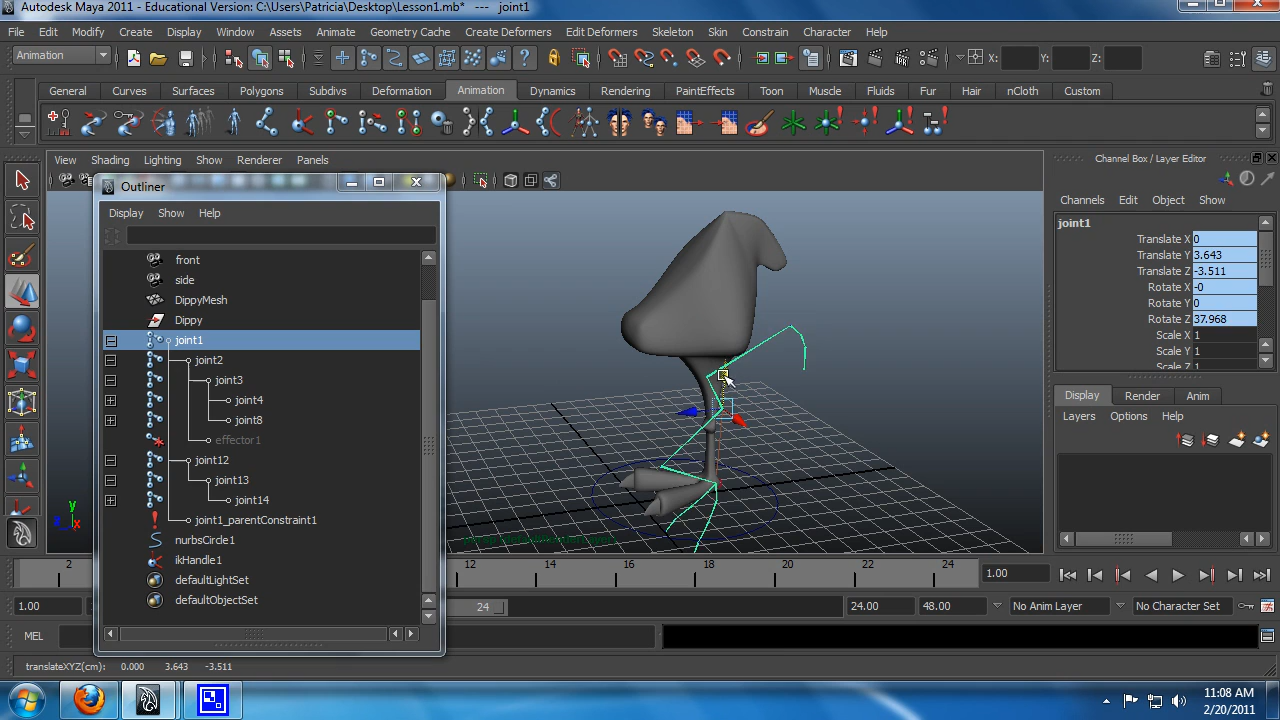 Autodesk Maya 2011 - Educational Version: C:\Users\Patricia\Desktop\Lesson1.mb* --- joint1
File Edit Modify Create Display Window Assets Animate Geometry Cache Create Deformers Edit Deformers Skeleton Skin Constrain Character Help
Animation X: Y: Z:
General Curves Surfaces Polygons Subdivs Deformation Animation Dynamics Rendering PaintEffects Toon Muscle Fluids Fur Hair nCloth Custom
View Shading Lighting Show Renderer Panels
Channel Box / Layer Editor
Outliner
Display Show Help
front
side
DippyMesh
Dippy
joint1
joint2
joint3
joint4
joint8
effector1
joint12
joint13
joint14
joint1_parentConstraint1
nurbsCircle1
ikHandle1
defaultLightSet
defaultObjectSet
y
x
Channels Edit Object Show
joint1
Translate X 0
Translate Y 3.643
Translate Z -3.511
Rotate X -0
Rotate Y 0
Rotate Z 37.968
Scale X 1
Scale Y 1
Scale Z 1
Display Render Anim
Layers Options Help
2 12 14 16 18 20 22 24 1.00
1.00 24 24.00 48.00 No Anim Layer No Character Set
MEL
translateXYZ(cm): 0.000 3.643 -3.511
11:08 AM
2/20/2011